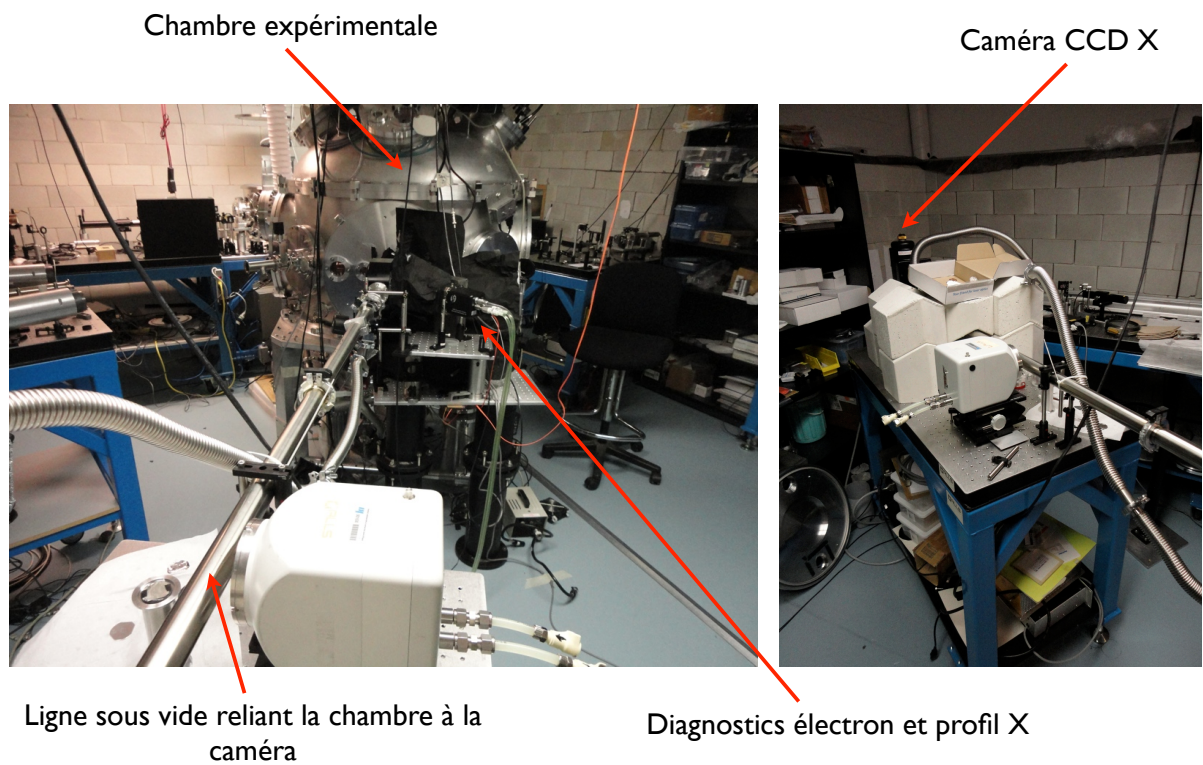 Chambre expérimentale
Caméra CCD X
Ligne sous vide reliant la chambre à la
caméra
Diagnostics électron et profil X